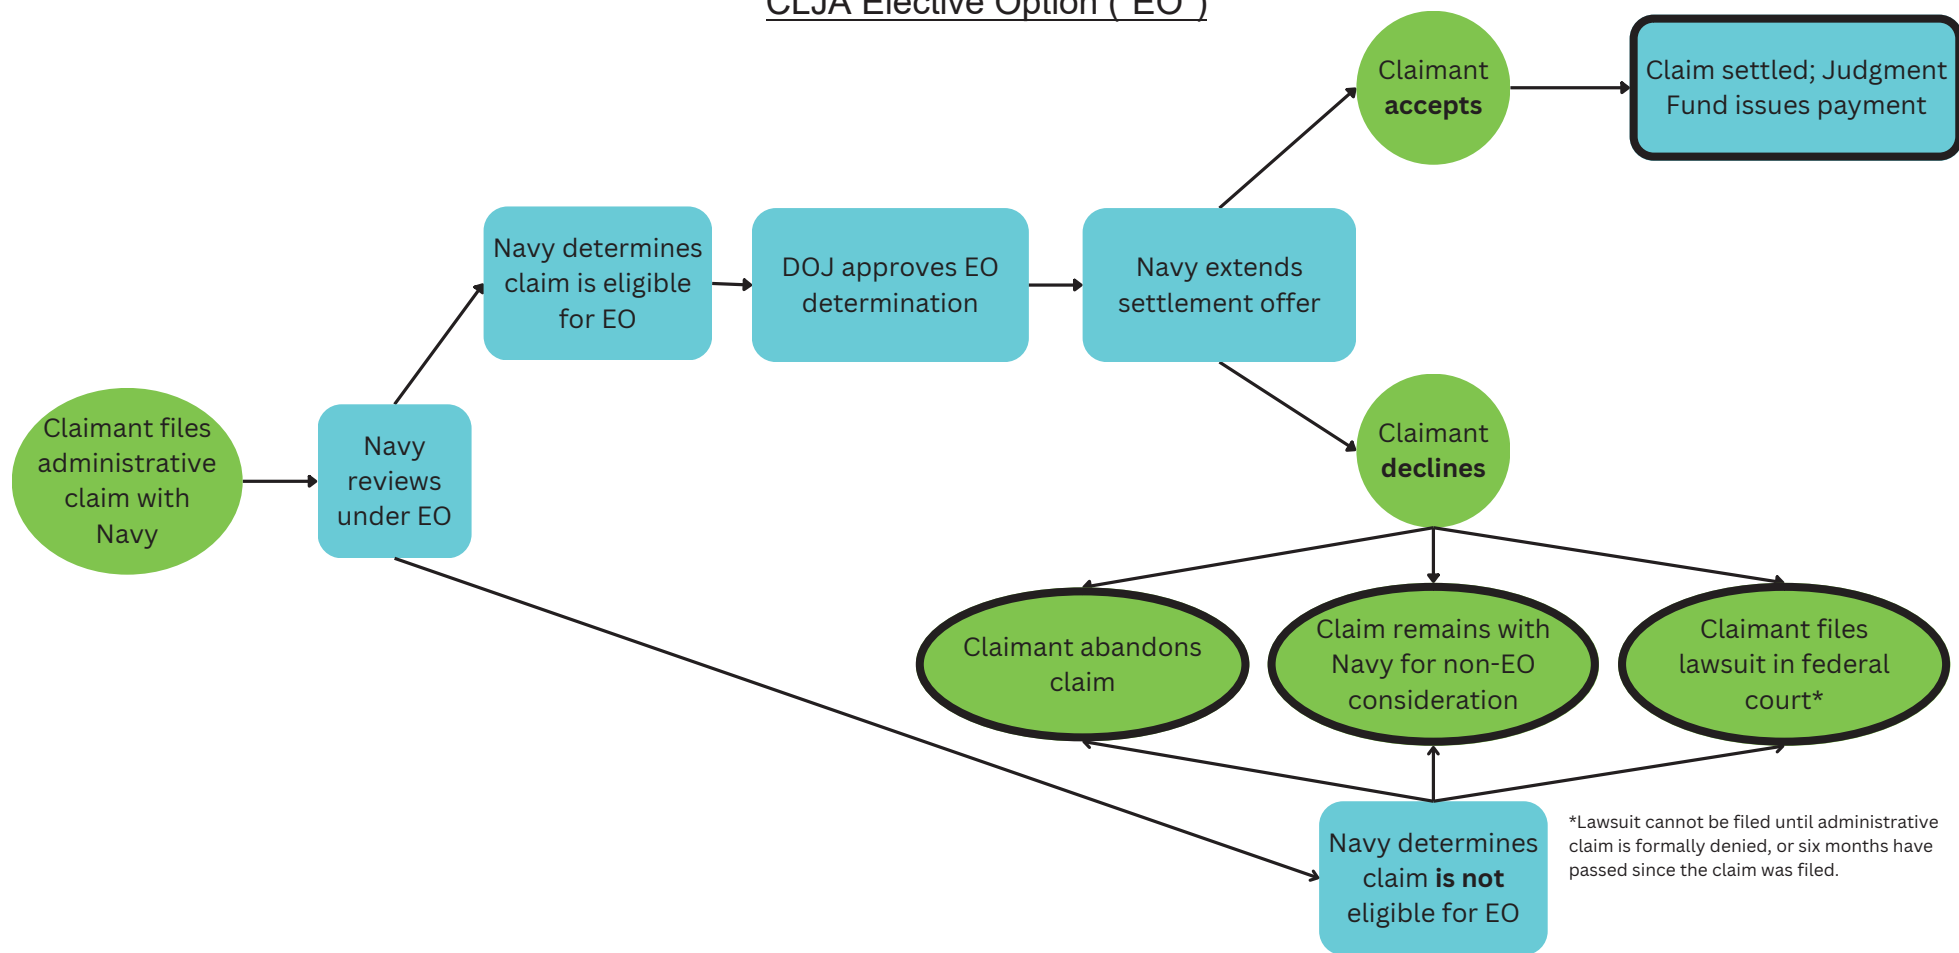 CLJA Elective Option ("EO")
Claimant
accepts
Claim settled; Judgment
Fund issues payment
Navy determines
claim is eligible
for EO
DOJ approves EO
determination
Navy extends
settlement offer
Claimant files
administrative
claim with
Navy
Navy
reviews
under EO
Claimant
declines
Claimant abandons
claim
Claim remains with
Navy for non-EO
consideration
Claimant files
lawsuit in federal
court*
Navy determines
claim is not
eligible for EO
*Lawsuit cannot be filed until administrative
claim is formally denied, or six months have
passed since the claim was filed.